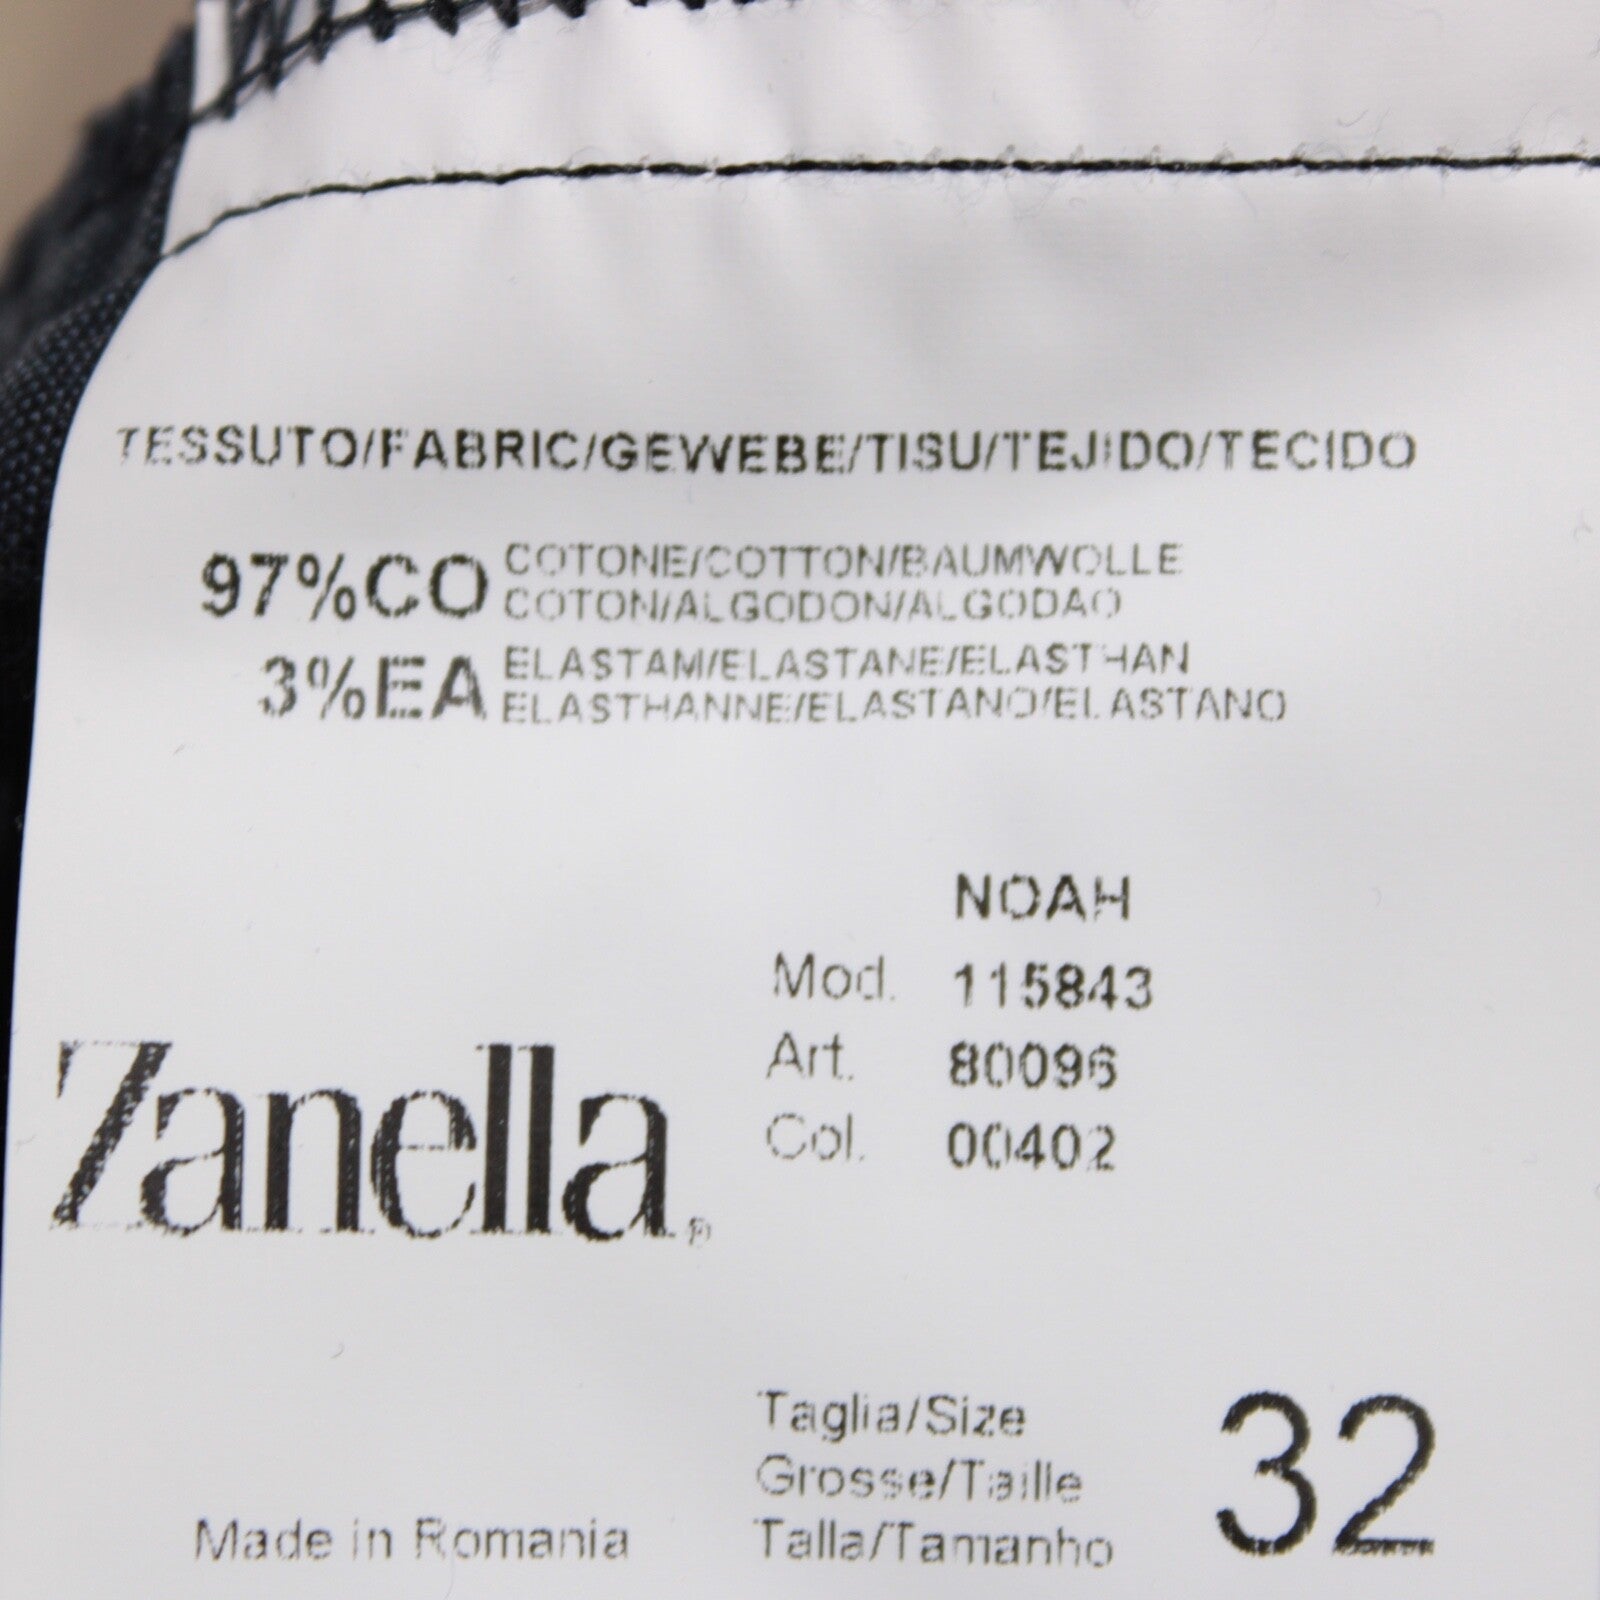 TESSUTO/FABRIC/GEWEBE/TISU/TEJIDO/TECIDO
97%CO COTONE/COTTON/BAUMWOLLE
COTON/ALGODON/ALGODAO
3%EA ELASTAM/ELASTANE/ELASTHAN
ELASTHANNE/ELASTANO/ELASTANO
NOAH
Mod. 115843
Art. 80096
Col. 00402
Zanella®
Taglia/Size
Grosse/Taille
Talla/Tamanho
32
Made in Romania